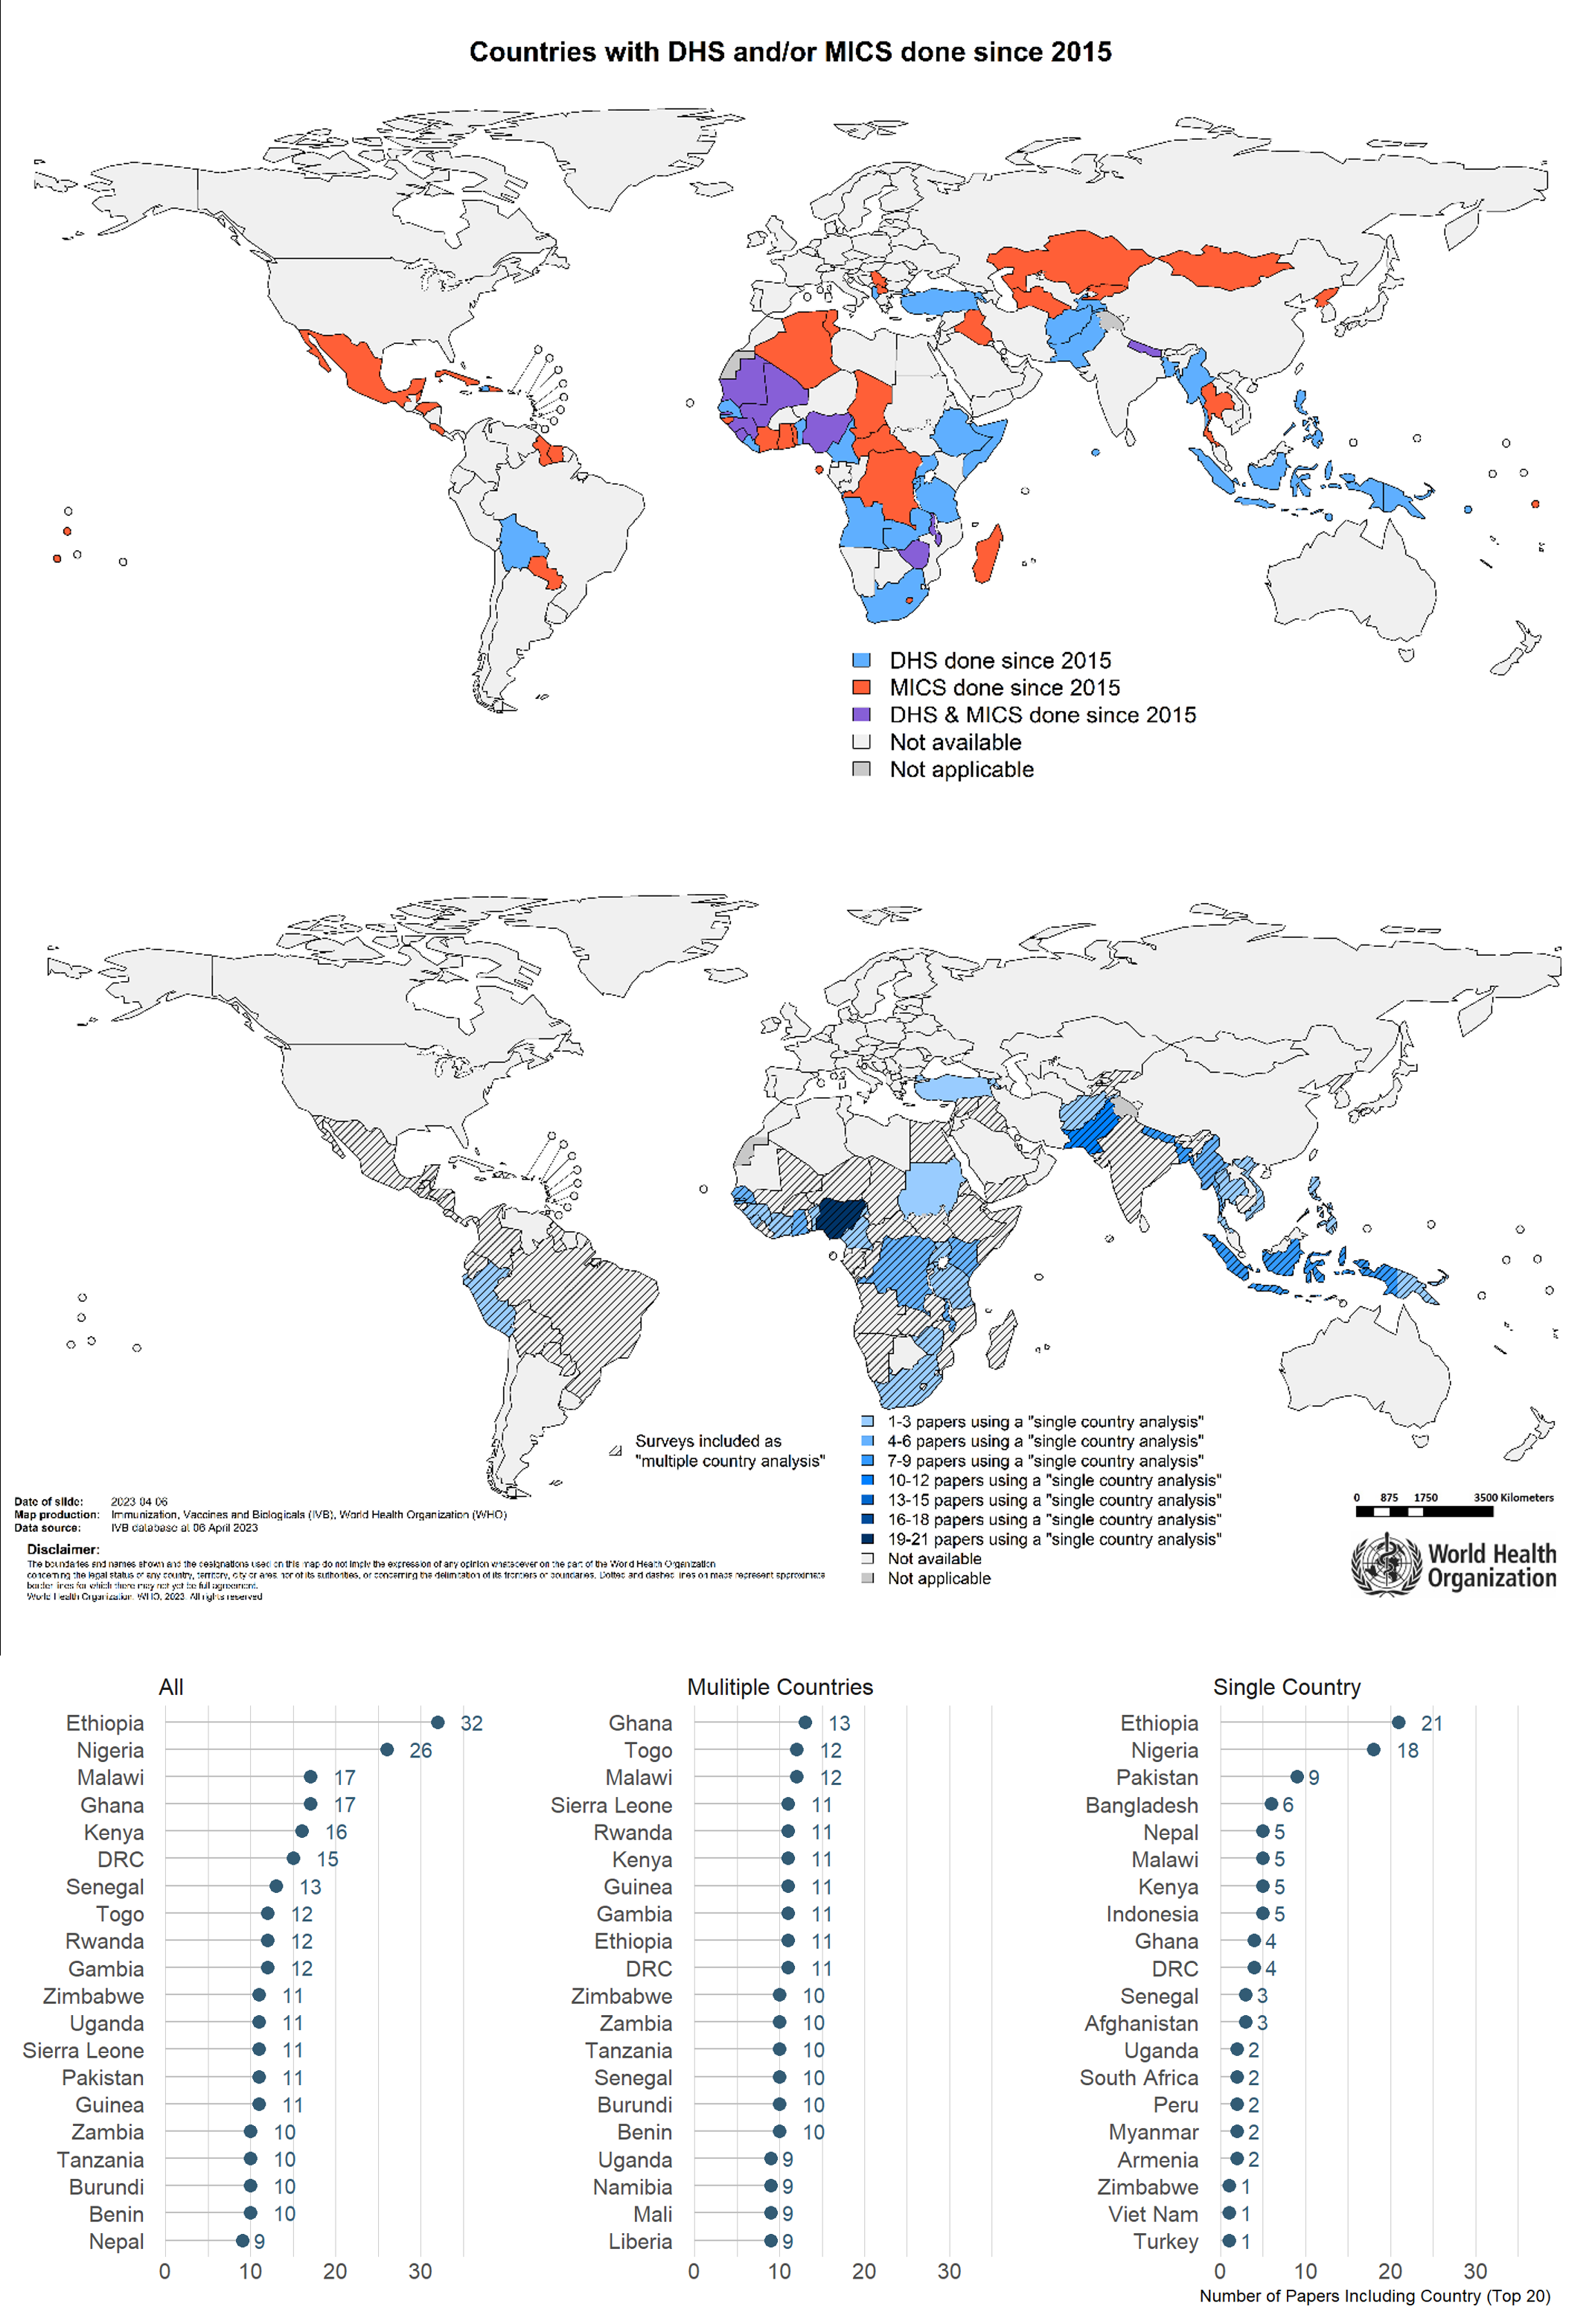 Countries with DHS and/or MICS done since 2015
DHS done since 2015
MICS done since 2015
DHS & MICS done since 2015
Not available
Not applicable
Surveys included as
"multiple country analysis"
1-3 papers using a "single country analysis"
4-6 papers using a "single country analysis"
7-9 papers using a "single country analysis"
10-12 papers using a "single country analysis"
13-15 papers using a "single country analysis"
16-18 papers using a "single country analysis"
19-21 papers using a "single country analysis"
Not available
Not applicable
Date of slide: 2023-04-06
Map production: Immunization, Vaccines and Biologicals (IVB), World Health Organization (WHO)
Data source: IVB database at 06 April 2023
Disclaimer:
The boundaries and names shown and the designations used on this map do not imply the expression of any opinion whatsoever on the part of the World Health Organization
concerning the legal status of any country, territory, city or area, nor of its authorities, or concerning the delimitation of its frontiers or boundaries. Dotted and dashed lines on maps represent approximate
border lines for which there may not yet be full agreement.
World Health Organization, WHO, 2023. All rights reserved
0 875 1750 3500 Kilometers
World Health
Organization
All
Ethiopia 32
Nigeria 26
Malawi 17
Ghana 17
Kenya 16
DRC 15
Senegal 13
Togo 12
Rwanda 12
Gambia 12
Zimbabwe 11
Uganda 11
Sierra Leone 11
Pakistan 11
Guinea 11
Zambia 10
Tanzania 10
Burundi 10
Benin 10
Nepal 9
0 10 20 30
Mulitiple Countries
Ghana 13
Togo 12
Malawi 12
Sierra Leone 11
Rwanda 11
Kenya 11
Guinea 11
Gambia 11
Ethiopia 11
DRC 11
Zimbabwe 10
Zambia 10
Tanzania 10
Senegal 10
Burundi 10
Benin 10
Uganda 9
Namibia 9
Mali 9
Liberia 9
0 10 20 30
Single Country
Ethiopia 21
Nigeria 18
Pakistan 9
Bangladesh 6
Nepal 5
Malawi 5
Kenya 5
Indonesia 5
Ghana 4
DRC 4
Senegal 3
Afghanistan 3
Uganda 2
South Africa 2
Peru 2
Myanmar 2
Armenia 2
Zimbabwe 1
Viet Nam 1
Turkey 1
0 10 20 30
Number of Papers Including Country (Top 20)